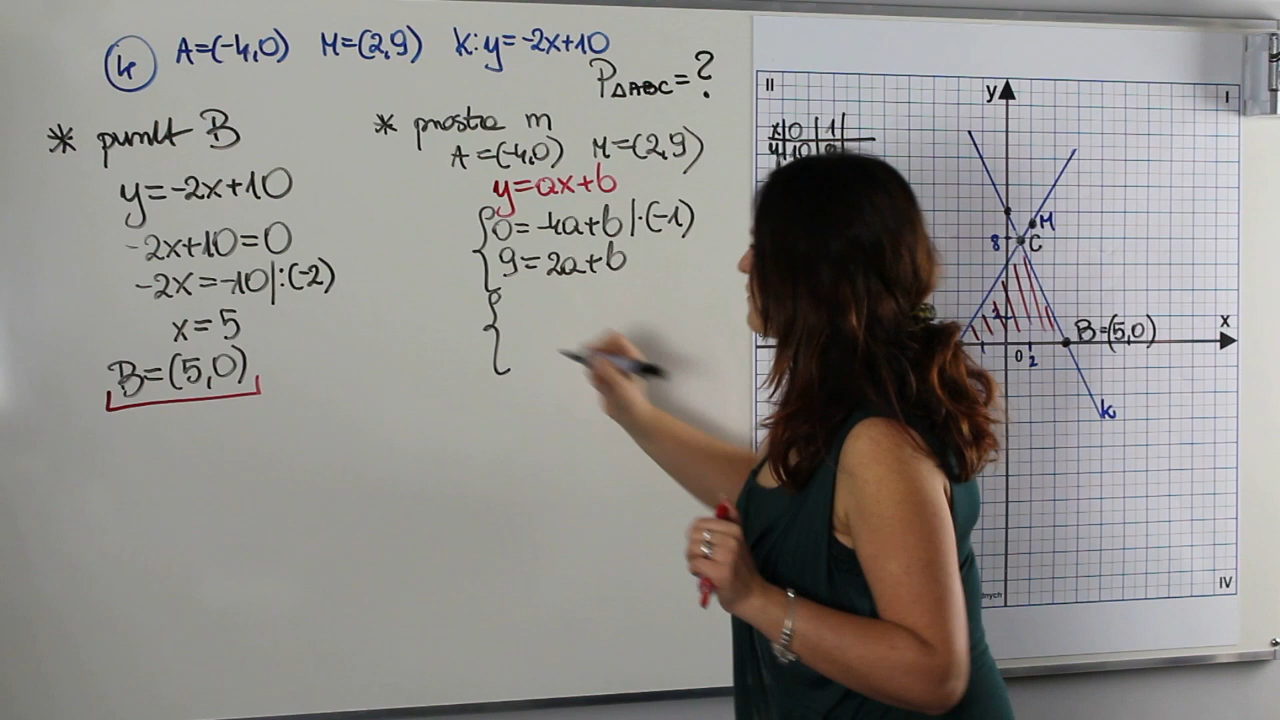 4 A=(-4,0) M=(2,9) k: y=-2x+10
P△ABC=?
* punkt B
y=-2x+10
-2x+10=0
-2x=-10|:(-2)
x=5
B=(5,0)
* prosta m
A=(-4,0) M=(2,9)
y=ax+b
0=-4a+b|·(-1)
9=2a+b
II
y
I
x|0|1|
M
8
C
B=(5,0)
x
0
2
k
IV